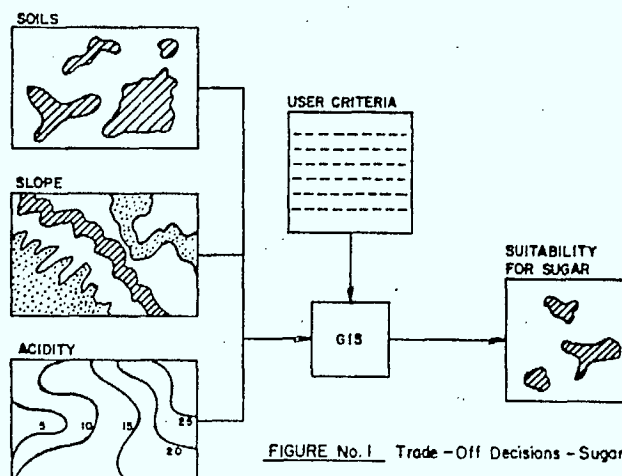 SOILS
USER CRITERIA
SLOPE
SUITABILITY
FOR SUGAR
GIS
ACIDITY
5
10
15
20
25
FIGURE No. 1 Trade-Off Decisions - Sugar